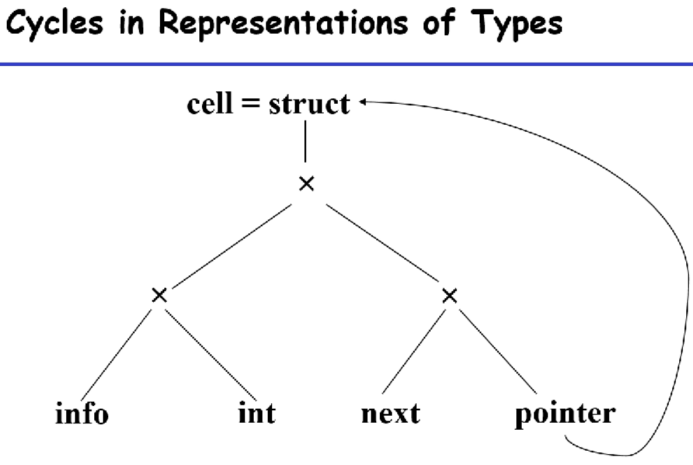 Cycles in Representations of Types
cell = struct
×
× ×
info int next pointer